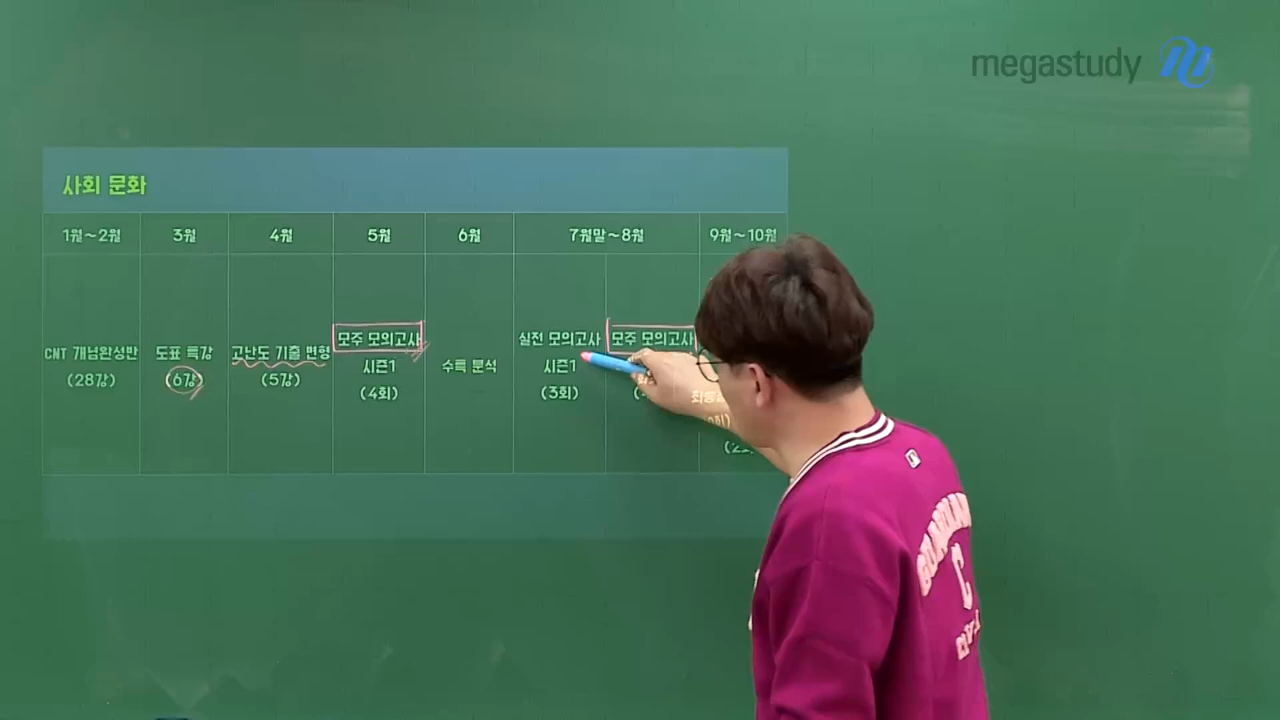 megastudy
사회 문화
1월~2월 3월 4월 5월 6월 7월말~8월 9월~10월
CNT 개념완성반
(28강)
도표 특강
(6강)
고난도 기출 변형
(5강)
모주 모의고사
시즌1
(4회)
수특 분석
실전 모의고사
시즌1
(3회)
모주 모의고사
GUARDIANS
C